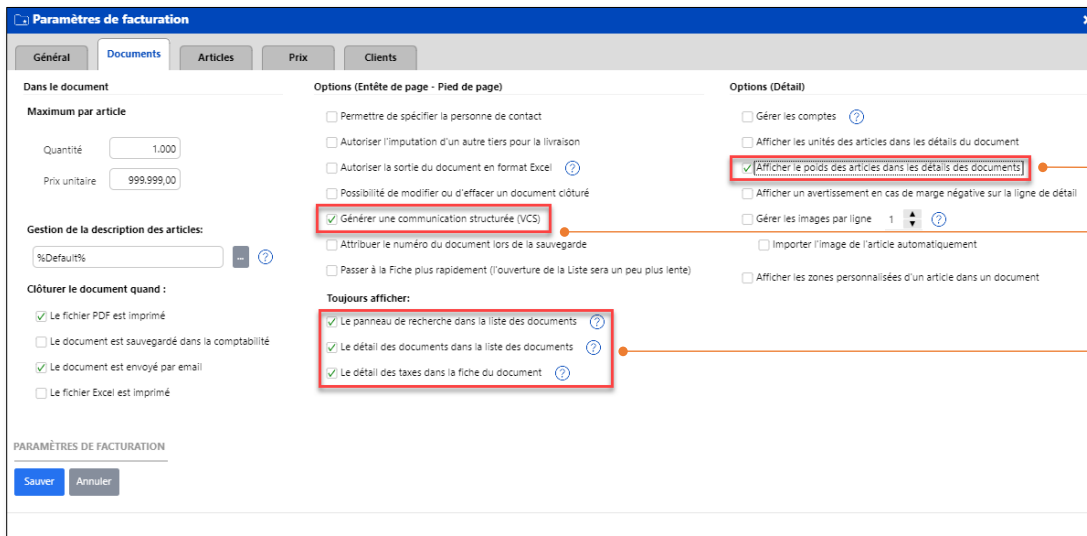 Paramètres de facturation
Général
Documents
Articles
Prix
Clients
Dans le document
Maximum par article
Quantité
1.000
Prix unitaire
999.999,00
Gestion de la description des articles:
%Default%
...
?
Clôturer le document quand :
Le fichier PDF est imprimé
Le document est sauvegardé dans la comptabilité
Le document est envoyé par email
Le fichier Excel est imprimé
Options (Entête de page - Pied de page)
Permettre de spécifier la personne de contact
Autoriser l'imputation d'un autre tiers pour la livraison
Autoriser la sortie du document en format Excel ?
Possibilité de modifier ou d'effacer un document clôturé
Générer une communication structurée (VCS)
Attribuer le numéro du document lors de la sauvegarde
Passer à la Fiche plus rapidement (l'ouverture de la Liste sera un peu plus lente)
Toujours afficher:
Le panneau de recherche dans la liste des documents ?
Le détail des documents dans la liste des documents ?
Le détail des taxes dans la fiche du document ?
Options (Détail)
Gérer les comptes ?
Afficher les unités des articles dans les détails du document
Afficher le poids des articles dans les détails des documents
Afficher un avertissement en cas de marge négative sur la ligne de détail
Gérer les images par ligne 1 ?
Importer l'image de l'article automatiquement
Afficher les zones personnalisées d'un article dans un document
PARAMÈTRES DE FACTURATION
Sauver
Annuler